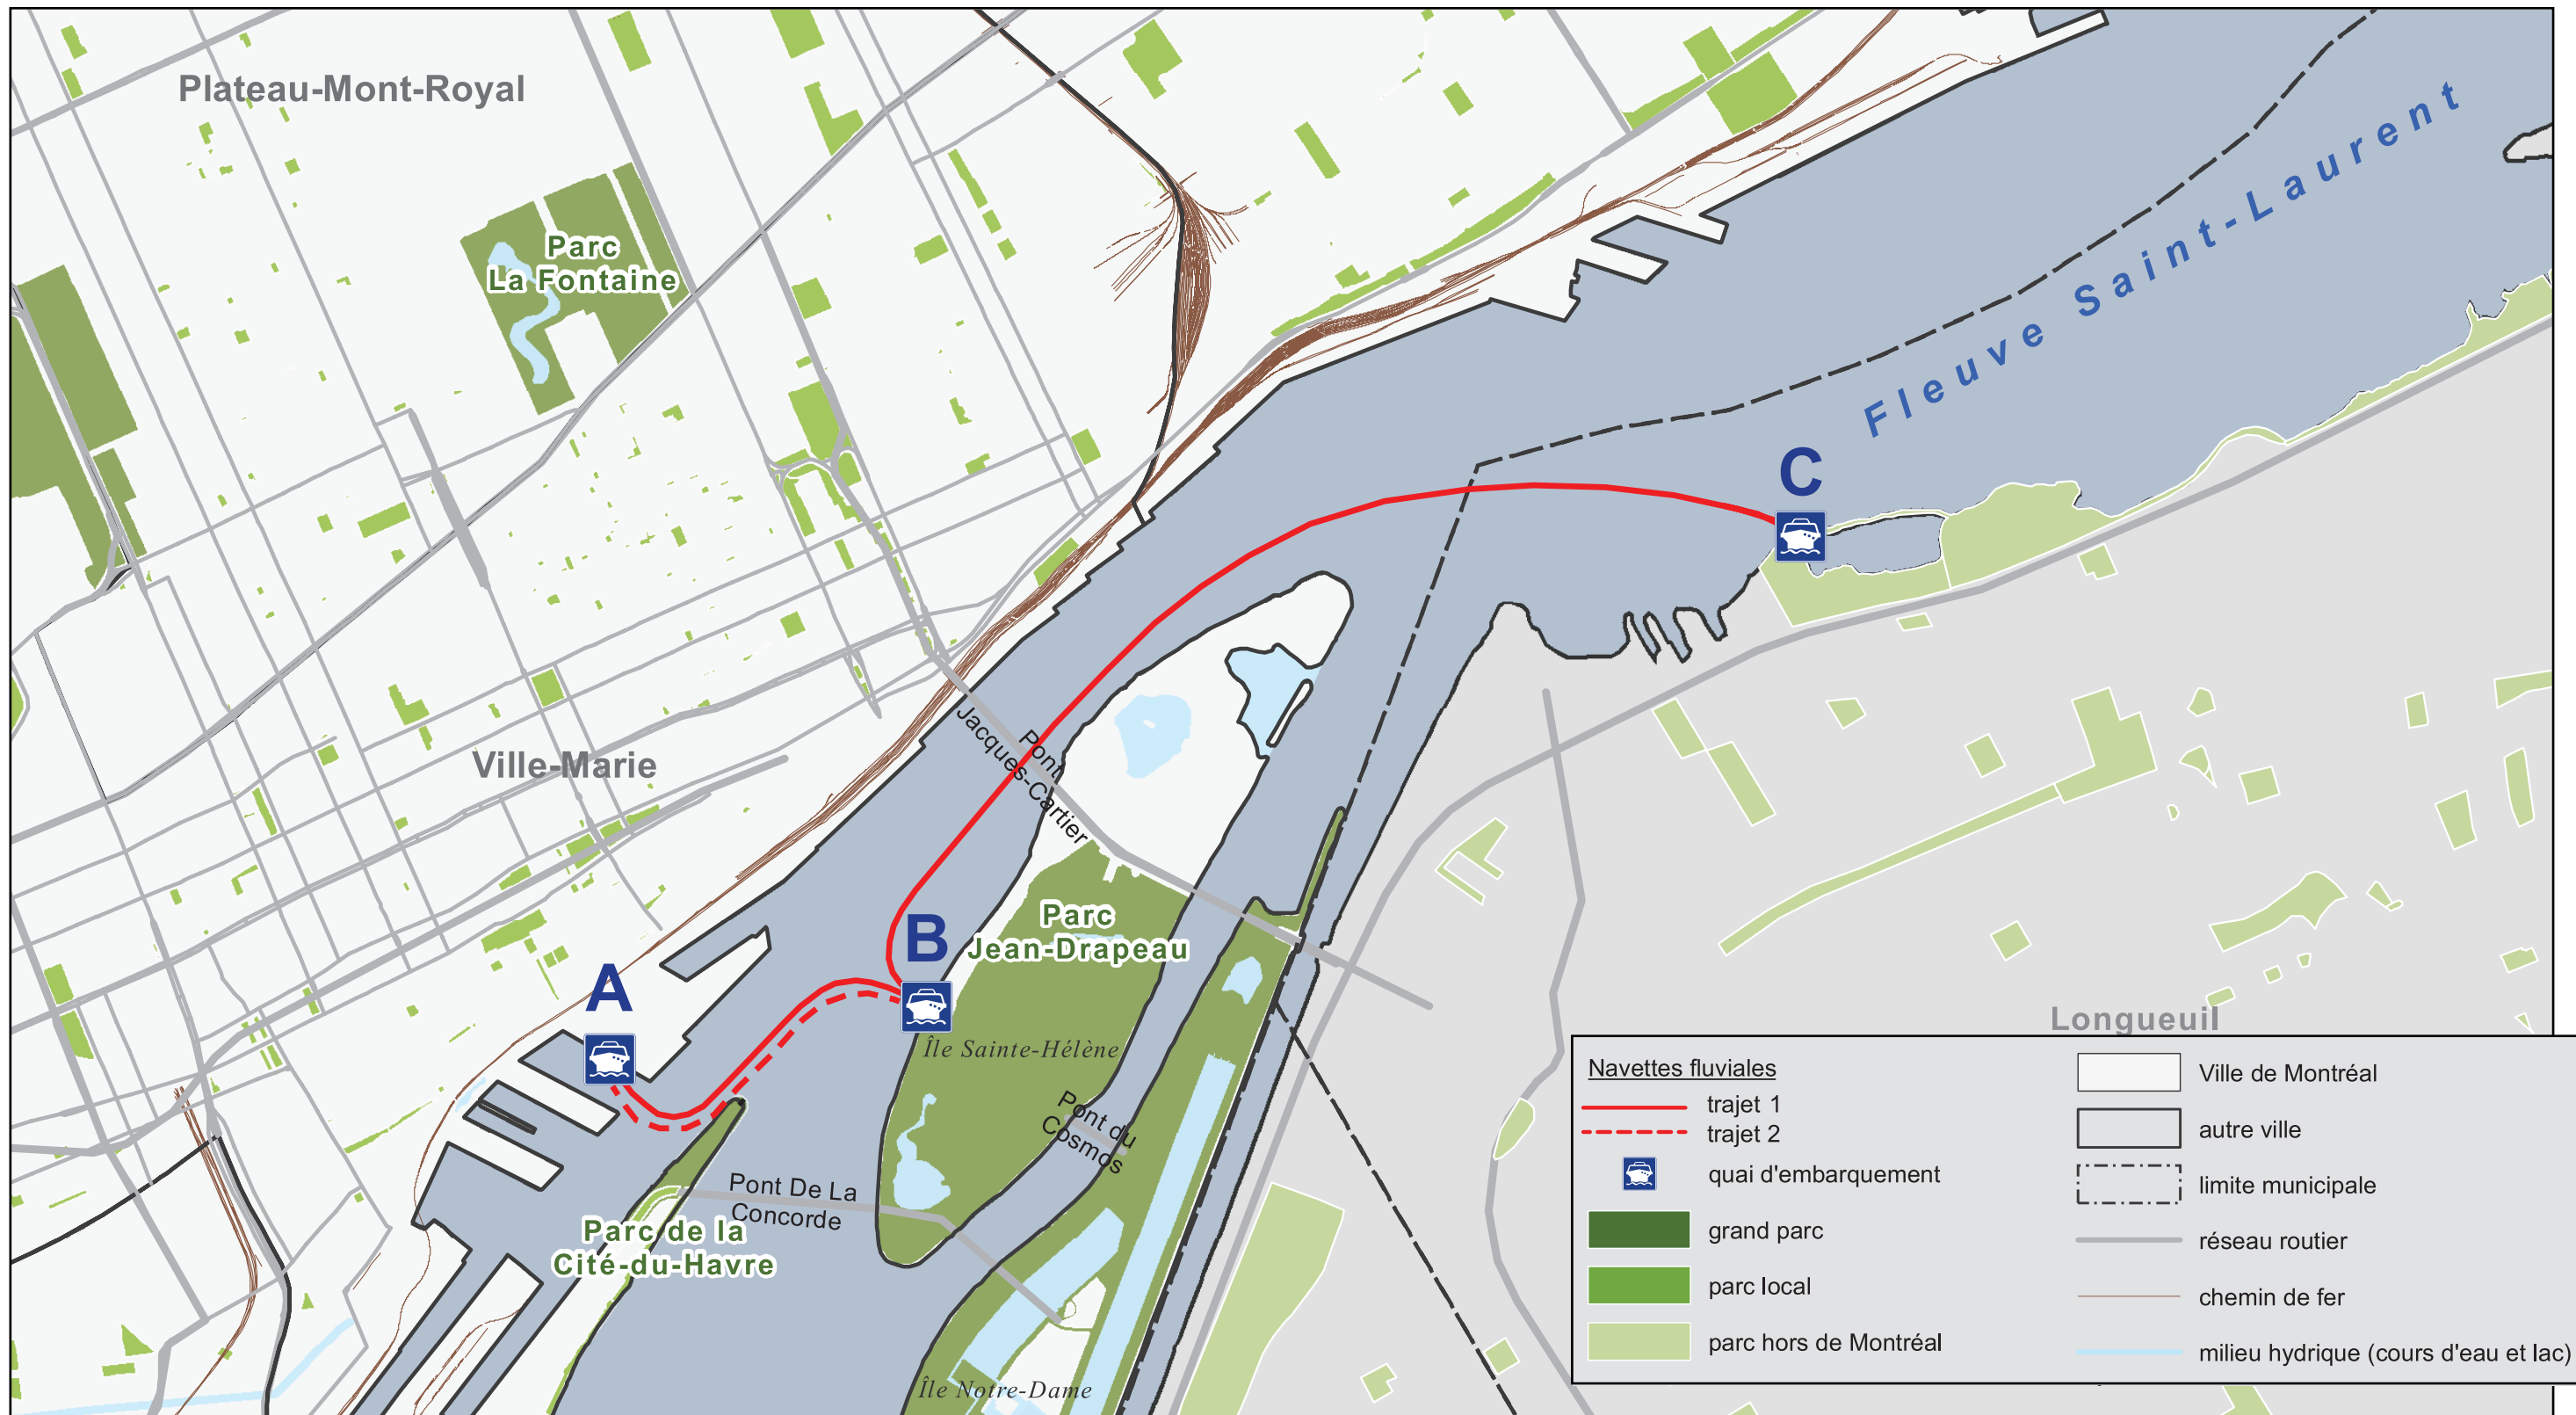 Plateau-Mont-Royal
Fleuve Saint-Laurent
Parc
La Fontaine
C
Pont
Jacques-Cartier
Ville-Marie
Parc
Jean-Drapeau
B
A
Île Sainte-Hélène
Pont du
Cosmos
Pont De La
Concorde
Parc de la
Cité-du-Havre
Île Notre-Dame
Longueuil
Navettes fluviales
trajet 1
trajet 2
quai d'embarquement
grand parc
parc local
parc hors de Montréal
Ville de Montréal
autre ville
limite municipale
réseau routier
chemin de fer
milieu hydrique (cours d'eau et lac)